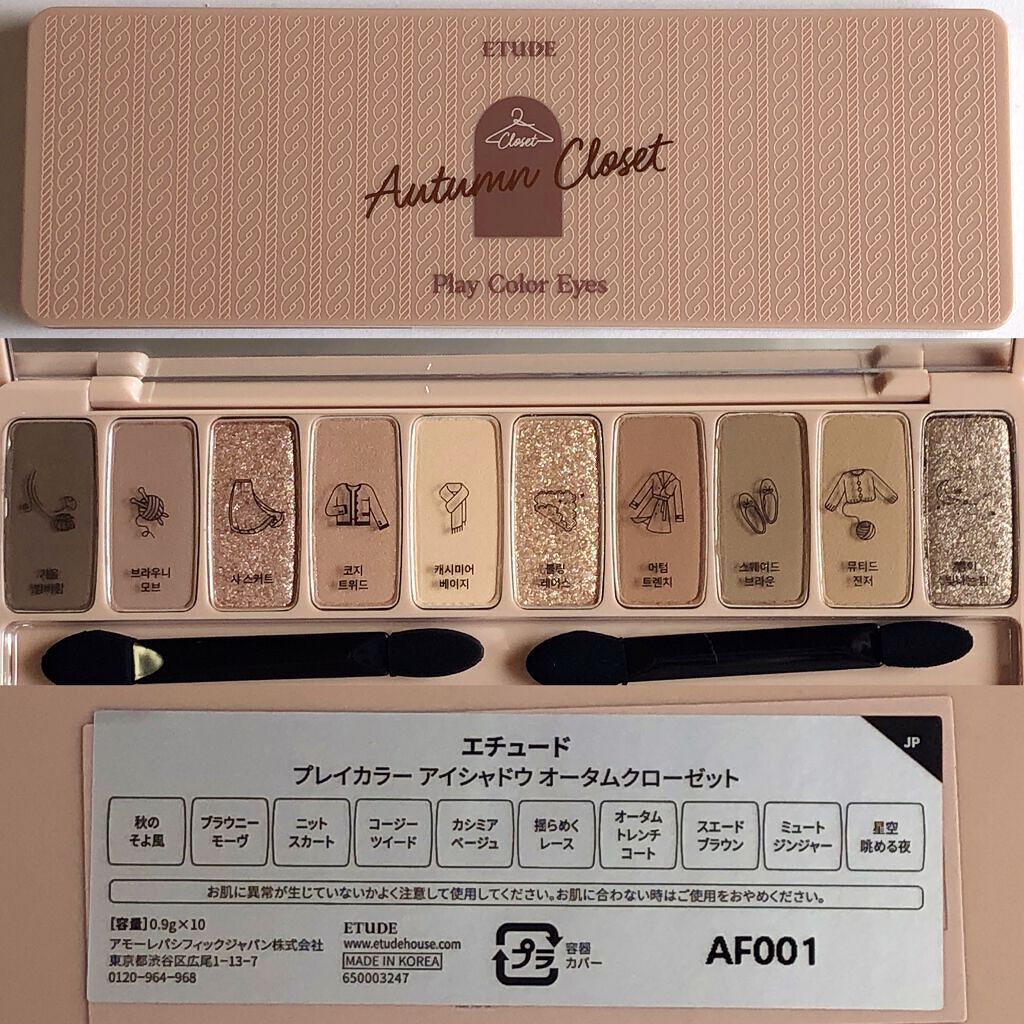 ETUDE
Closet
Autumn Closet
Play Color Eyes
브라우니
모브
샤 스커트
코지
트위드
캐시미어
베이지
레이스
어텀
트렌치
스웨이드
브라운
뮤티드
진저
JP
エチュード
プレイカラー アイシャドウ オータムクローゼット
秋の
そよ風
ブラウニー
モーヴ
ニット
スカート
コージー
ツイード
カシミア
ベージュ
揺らめく
レース
オータム
トレンチ
コート
スエード
ブラウン
ミュート
ジンジャー
星空
眺める夜
お肌に異常が生じていないかよく注意して使用してください。お肌に合わない時はご使用をおやめください。
[容量]0.9g×10
アモーレパシフィックジャパン株式会社
東京都渋谷区広尾1-13-7
0120-964-968
ETUDE
www.etudehouse.com
MADE IN KOREA
650003247
プラ
容器
カバー
AF001